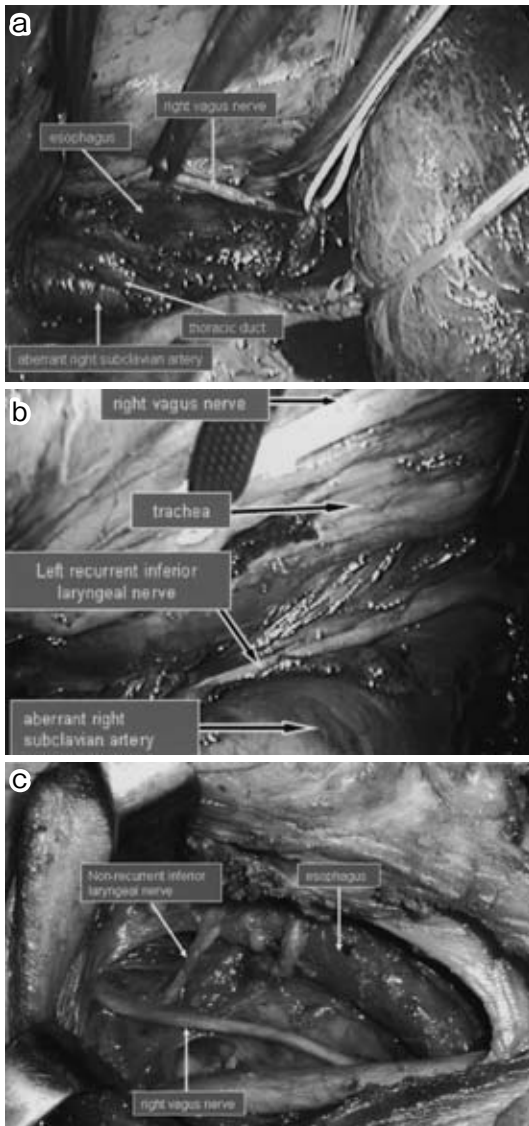 a
right vagus nerve
esophagus
thoracic duct
aberrant right subclavian artery
b
right vagus nerve
trachea
Left recurrent inferior
laryngeal nerve
aberrant right
subclavian artery
c
Non-recurrent inferior
laryngeal nerve
esophagus
right vagus nerve